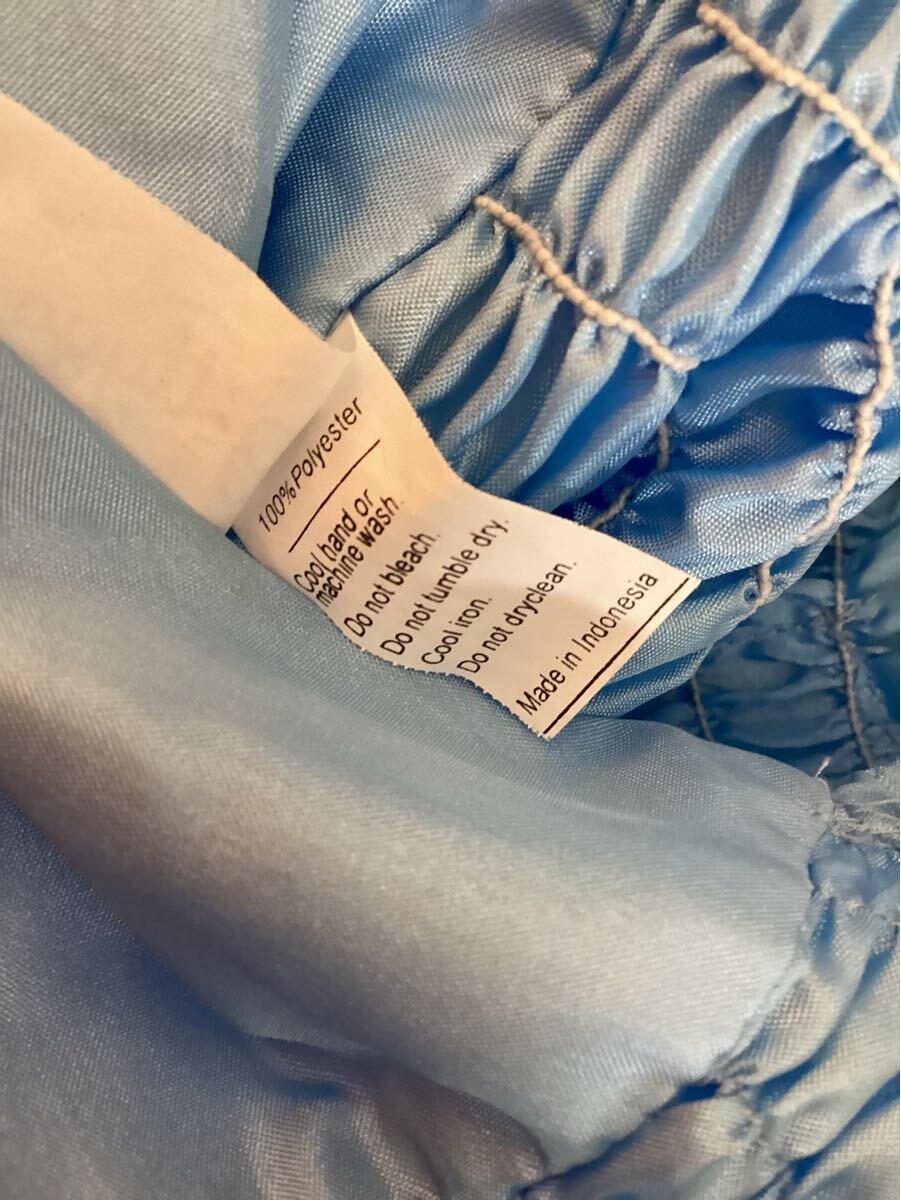 100% Polyester
Cool hand or
machine wash.
Do not bleach.
Do not tumble dry.
Cool iron.
Do not dryclean.
Made in Indonesia